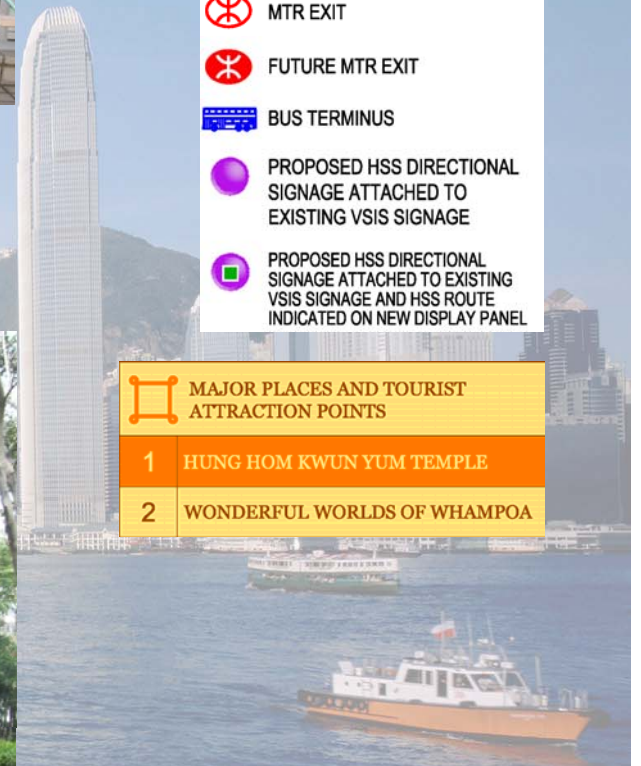 MTR EXIT
FUTURE MTR EXIT
BUS TERMINUS
PROPOSED HSS DIRECTIONAL
SIGNAGE ATTACHED TO
EXISTING VSIS SIGNAGE
PROPOSED HSS DIRECTIONAL
SIGNAGE ATTACHED TO EXISTING
VSIS SIGNAGE AND HSS ROUTE
INDICATED ON NEW DISPLAY PANEL
MAJOR PLACES AND TOURIST
ATTRACTION POINTS
1 HUNG HOM KWUN YUM TEMPLE
2 WONDERFUL WORLDS OF WHAMPOA